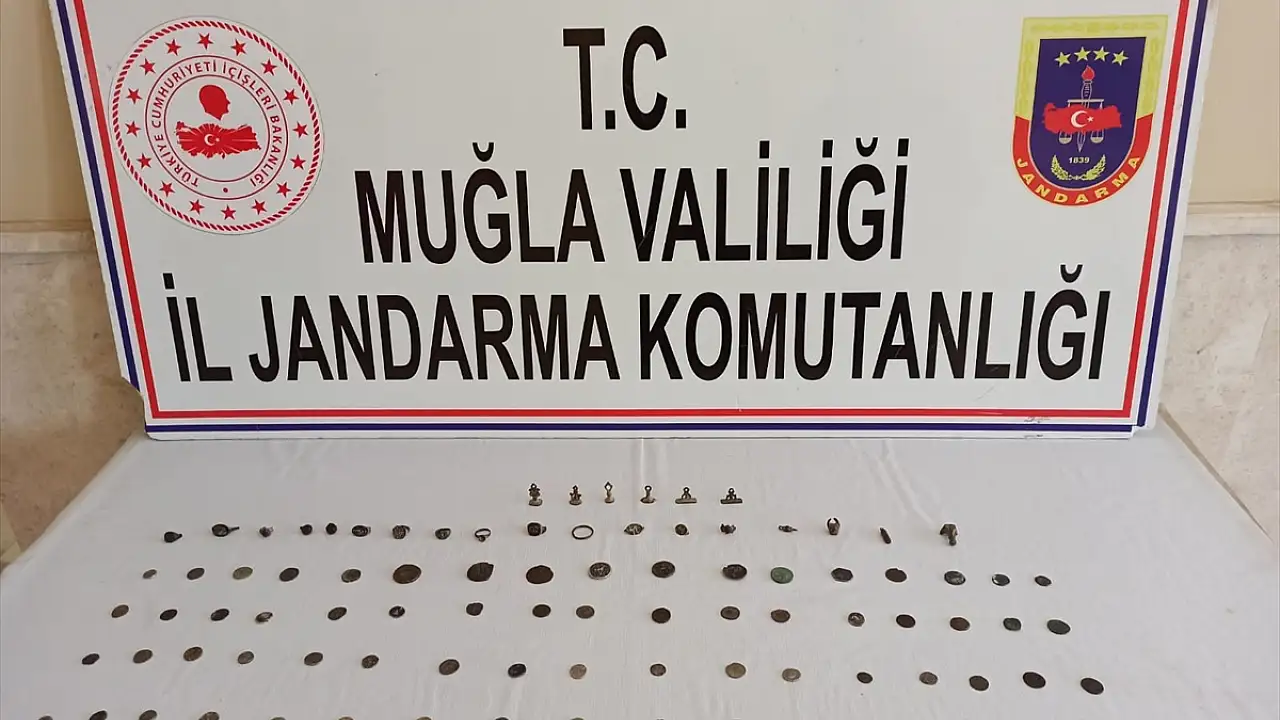 T.C.
MUĞLA VALİLİĞİ
İL JANDARMA KOMUTANLIĞI
TÜRKİYE CUMHURİYETİ İÇİŞLERİ BAKANLIĞI
1839
JANDARMA